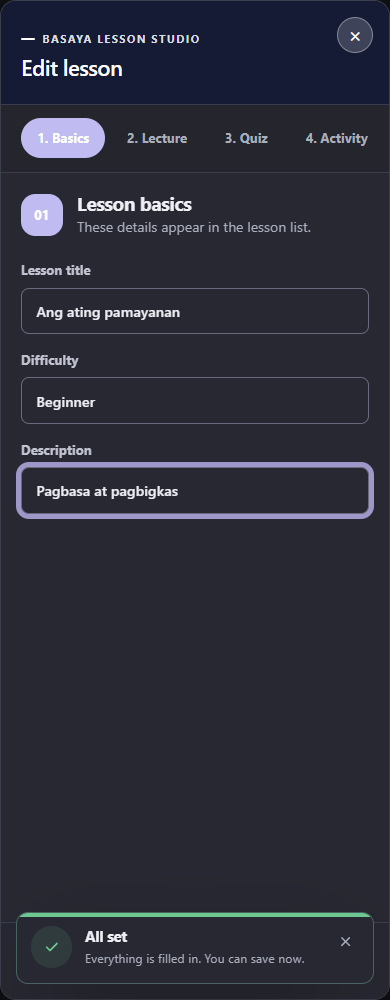 BASAYA LESSON STUDIO
Edit lesson
1. Basics 2. Lecture 3. Quiz 4. Activity
01
Lesson basics
These details appear in the lesson list.
Lesson title
Ang ating pamayanan
Difficulty
Beginner
Description
Pagbasa at pagbigkas
All set
Everything is filled in. You can save now.